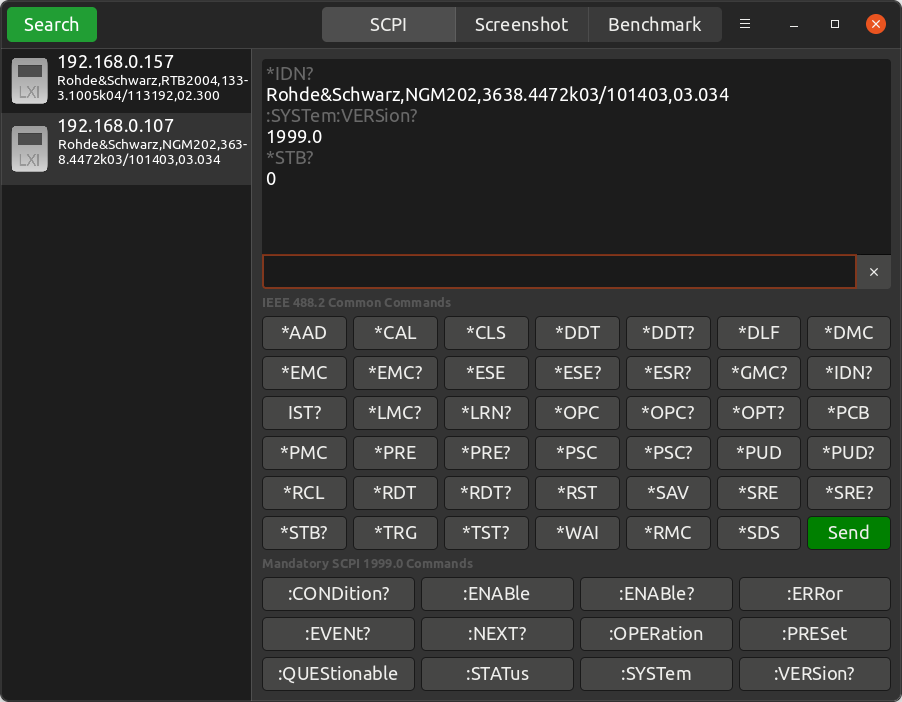 Search
SCPI
Screenshot
Benchmark
LXI
192.168.0.157
Rohde&Schwarz,RTB2004,133-
3.1005k04/113192,02.300
LXI
192.168.0.107
Rohde&Schwarz,NGM202,363-
8.4472k03/101403,03.034
*IDN?
Rohde&Schwarz,NGM202,3638.4472k03/101403,03.034
:SYSTem:VERSion?
1999.0
*STB?
0
IEEE 488.2 Common Commands
*AAD *CAL *CLS *DDT *DDT? *DLF *DMC
*EMC *EMC? *ESE *ESE? *ESR? *GMC? *IDN?
IST? *LMC? *LRN? *OPC *OPC? *OPT? *PCB
*PMC *PRE *PRE? *PSC *PSC? *PUD *PUD?
*RCL *RDT *RDT? *RST *SAV *SRE *SRE?
*STB? *TRG *TST? *WAI *RMC *SDS Send
Mandatory SCPI 1999.0 Commands
:CONDition? :ENABle :ENABle? :ERRor
:EVENt? :NEXT? :OPERation :PRESet
:QUEStionable :STATus :SYSTem :VERSion?